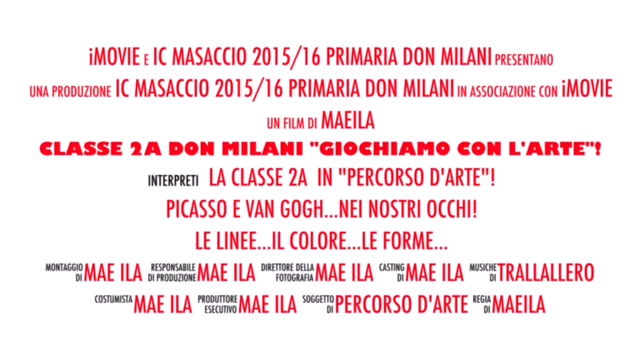 iMOVIE E IC MASACCIO 2015/16 PRIMARIA DON MILANI PRESENTANO
UNA PRODUZIONE IC MASACCIO 2015/16 PRIMARIA DON MILANI IN ASSOCIAZIONE CON iMOVIE
UN FILM DI MAEILA
CLASSE 2A DON MILANI "GIOCHIAMO CON L'ARTE"!
INTERPRETI LA CLASSE 2A IN "PERCORSO D'ARTE"!
PICASSO E VAN GOGH...NEI NOSTRI OCCHI!
LE LINEE...IL COLORE...LE FORME...
MONTAGGIO DI MAE ILA RESPONSABILE DI PRODUZIONE MAE ILA DIRETTORE DELLA FOTOGRAFIA MAE ILA CASTING DI MAE ILA MUSICHE DI TRALLALLERO
COSTUMISTA MAE ILA PRODUTTORE ESECUTIVO MAE ILA SOGGETTO DI PERCORSO D'ARTE REGIA DI MAEILA